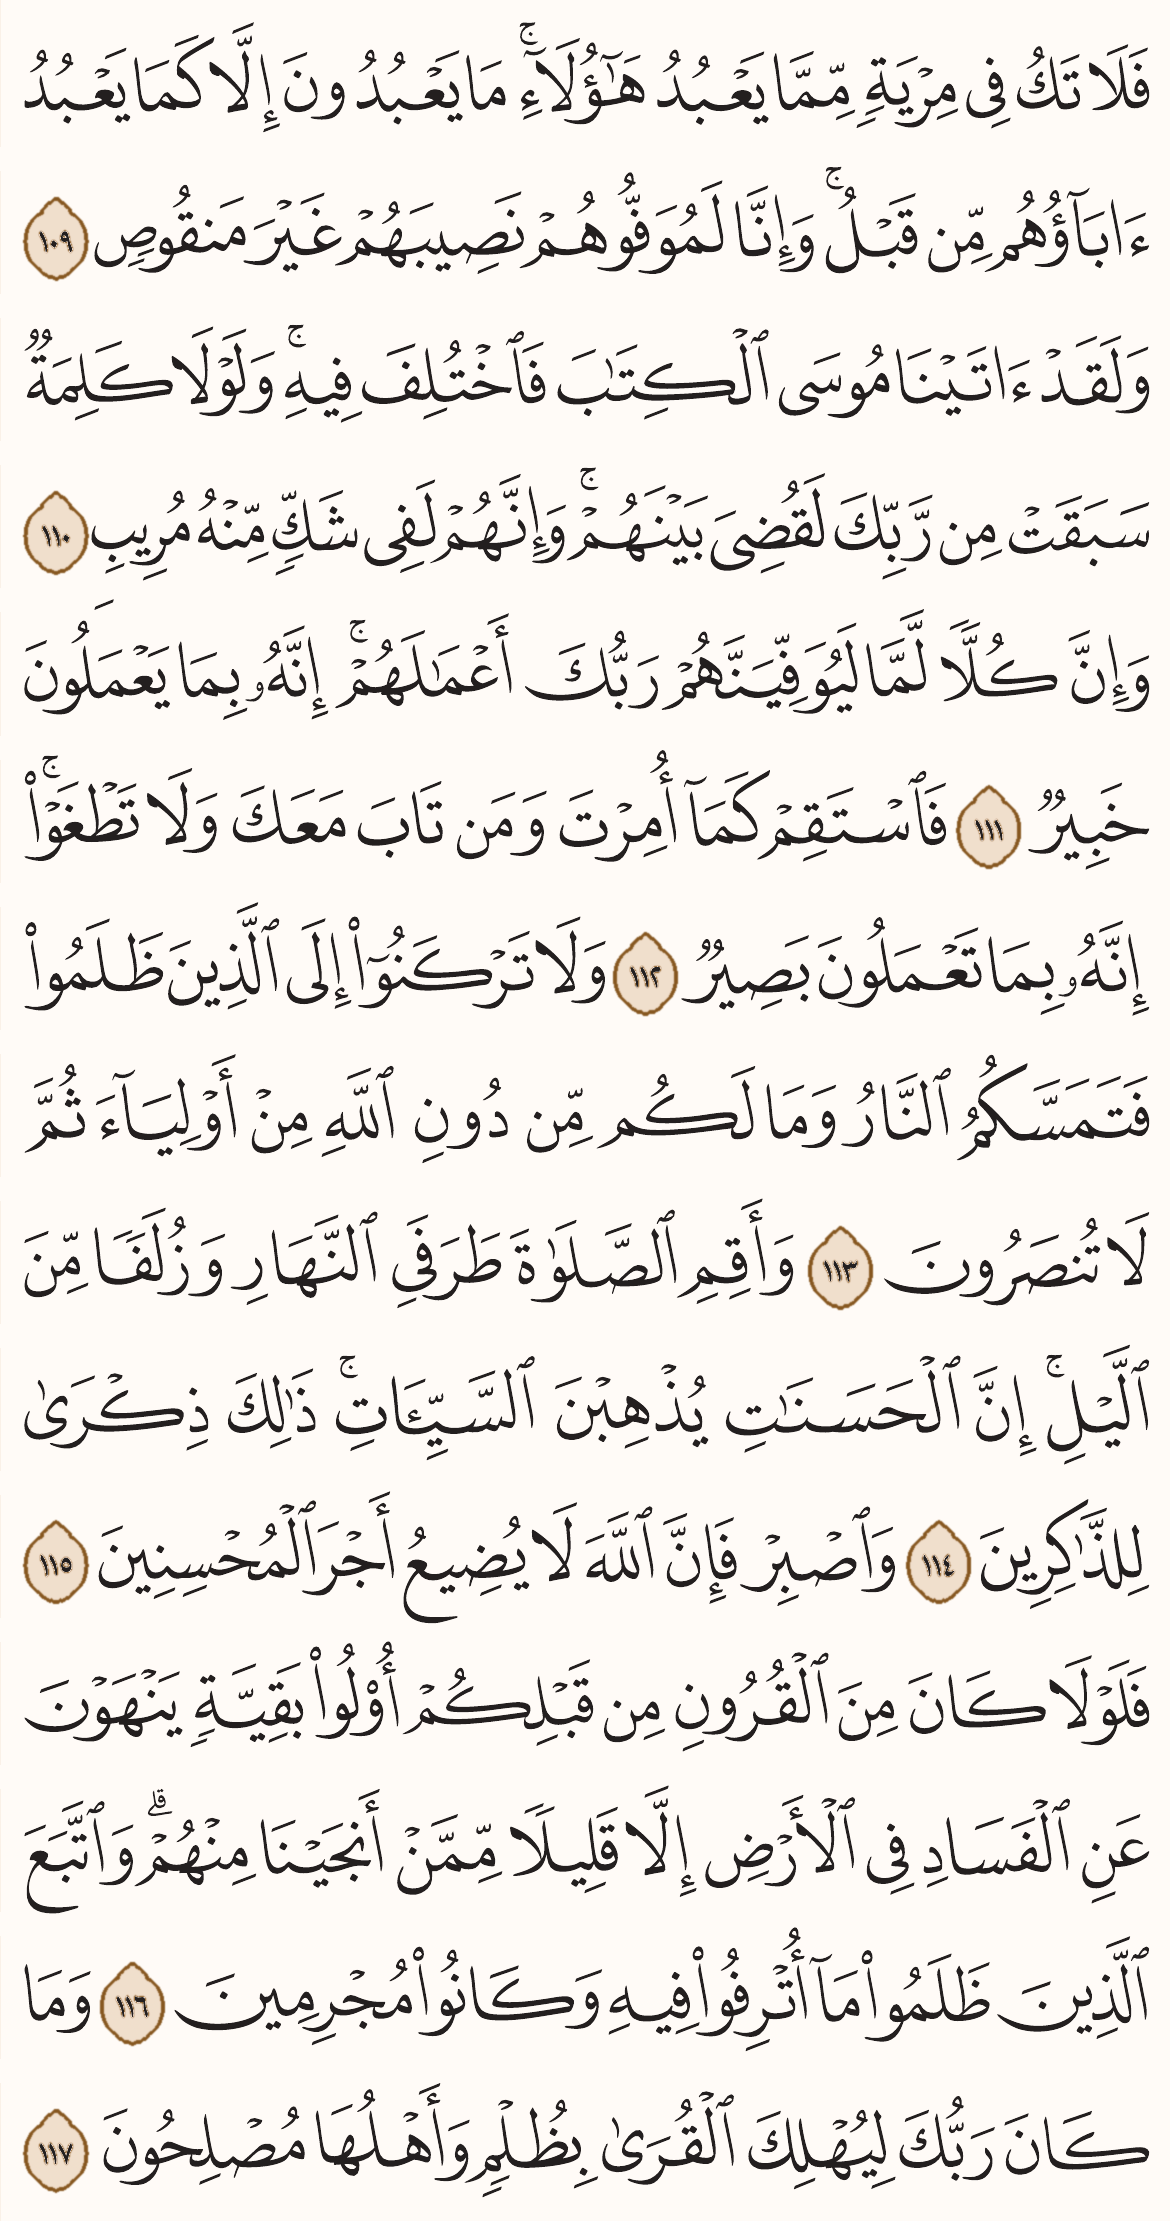 فَلَا تَكُ فِى مِرْيَةٍ مِّمَّا يَعْبُدُ هَٰٓؤُلَآءِ ۚ مَا يَعْبُدُونَ إِلَّا كَمَا يَعْبُدُ
ءَابَآؤُهُم مِّن قَبْلُ ۚ وَإِنَّا لَمُوَفُّوهُمْ نَصِيبَهُمْ غَيْرَ مَنقُوصٍ ١٠٩
وَلَقَدْ ءَاتَيْنَا مُوسَى ٱلْكِتَٰبَ فَٱخْتُلِفَ فِيهِ ۚ وَلَوْلَا كَلِمَةٌ
سَبَقَتْ مِن رَّبِّكَ لَقُضِىَ بَيْنَهُمْ ۚ وَإِنَّهُمْ لَفِى شَكٍّ مِّنْهُ مُرِيبٍ ١١٠
وَإِنَّ كُلًّا لَّمَّا لَيُوَفِّيَنَّهُمْ رَبُّكَ أَعْمَٰلَهُمْ ۚ إِنَّهُۥ بِمَا يَعْمَلُونَ
خَبِيرٌ ١١١ فَٱسْتَقِمْ كَمَآ أُمِرْتَ وَمَن تَابَ مَعَكَ وَلَا تَطْغَوْا۟ ۚ
إِنَّهُۥ بِمَا تَعْمَلُونَ بَصِيرٌ ١١٢ وَلَا تَرْكَنُوٓا۟ إِلَى ٱلَّذِينَ ظَلَمُوا۟
فَتَمَسَّكُمُ ٱلنَّارُ وَمَا لَكُم مِّن دُونِ ٱللَّهِ مِنْ أَوْلِيَآءَ ثُمَّ
لَا تُنصَرُونَ ١١٣ وَأَقِمِ ٱلصَّلَوٰةَ طَرَفَىِ ٱلنَّهَارِ وَزُلَفًا مِّنَ
ٱلَّيْلِ ۚ إِنَّ ٱلْحَسَنَٰتِ يُذْهِبْنَ ٱلسَّيِّـَٔاتِ ۚ ذَٰلِكَ ذِكْرَىٰ
لِلذَّٰكِرِينَ ١١٤ وَٱصْبِرْ فَإِنَّ ٱللَّهَ لَا يُضِيعُ أَجْرَ ٱلْمُحْسِنِينَ ١١٥
فَلَوْلَا كَانَ مِنَ ٱلْقُرُونِ مِن قَبْلِكُمْ أُو۟لُوا۟ بَقِيَّةٍ يَنْهَوْنَ
عَنِ ٱلْفَسَادِ فِى ٱلْأَرْضِ إِلَّا قَلِيلًا مِّمَّنْ أَنجَيْنَا مِنْهُمْ ۗ وَٱتَّبَعَ
ٱلَّذِينَ ظَلَمُوا۟ مَآ أُتْرِفُوا۟ فِيهِ وَكَانُوا۟ مُجْرِمِينَ ١١٦ وَمَا
كَانَ رَبُّكَ لِيُهْلِكَ ٱلْقُرَىٰ بِظُلْمٍ وَأَهْلُهَا مُصْلِحُونَ ١١٧